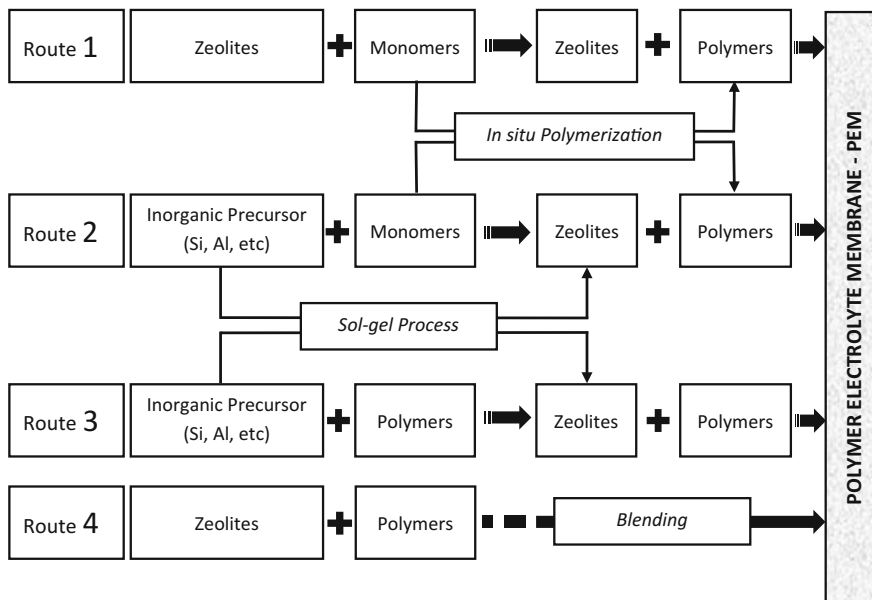 Route 1
Zeolites
Monomers
Zeolites
Polymers
In situ Polymerization
Route 2
Inorganic Precursor
(Si, Al, etc)
Monomers
Zeolites
Polymers
Sol-gel Process
Route 3
Inorganic Precursor
(Si, Al, etc)
Polymers
Zeolites
Polymers
Route 4
Zeolites
Polymers
Blending
POLYMER ELECTROLYTE MEMBRANE - PEM